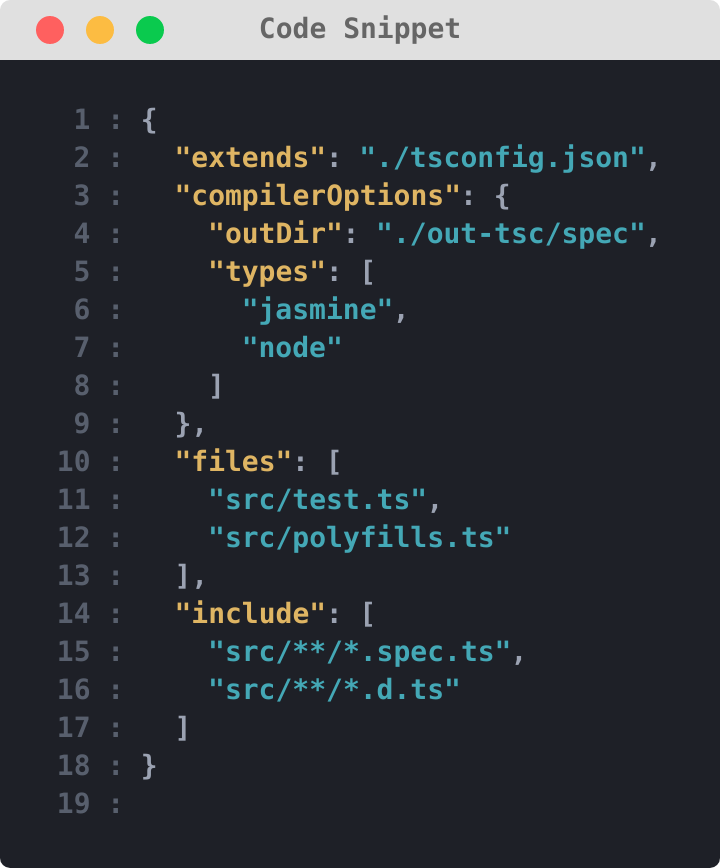 Code Snippet
1 : {
2 :   "extends": "./tsconfig.json",
3 :   "compilerOptions": {
4 :     "outDir": "./out-tsc/spec",
5 :     "types": [
6 :       "jasmine",
7 :       "node"
8 :     ]
9 :   },
10 :   "files": [
11 :     "src/test.ts",
12 :     "src/polyfills.ts"
13 :   ],
14 :   "include": [
15 :     "src/**/*.spec.ts",
16 :     "src/**/*.d.ts"
17 :   ]
18 : }
19 :